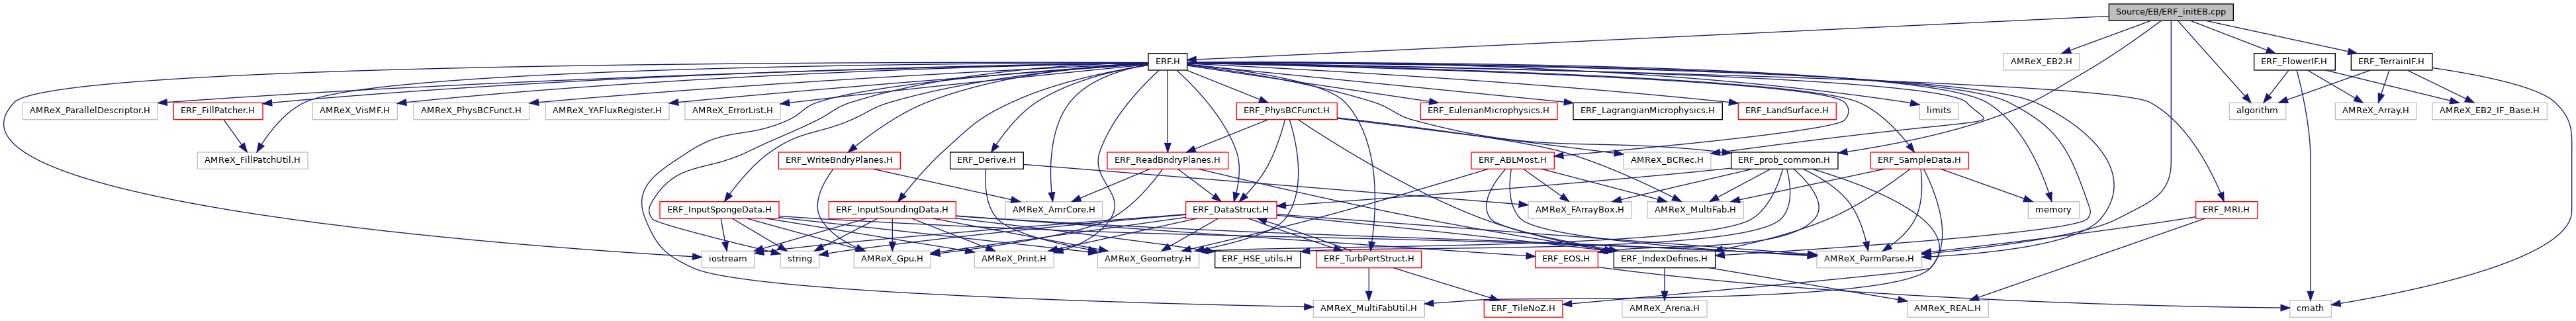 Source/EB/ERF_initEB.cpp
ERF.H
AMReX_EB2.H
ERF_FlowerIF.H
ERF_TerrainIF.H
AMReX_ParallelDescriptor.H
ERF_FillPatcher.H
AMReX_VisMF.H
AMReX_PhysBCFunct.H
AMReX_YAFluxRegister.H
AMReX_ErrorList.H
ERF_PhysBCFunct.H
ERF_EulerianMicrophysics.H
ERF_LagrangianMicrophysics.H
ERF_LandSurface.H
limits
algorithm
AMReX_Array.H
AMReX_EB2_IF_Base.H
AMReX_FillPatchUtil.H
ERF_WriteBndryPlanes.H
ERF_Derive.H
ERF_ReadBndryPlanes.H
ERF_ABLMost.H
AMReX_BCRec.H
ERF_prob_common.H
ERF_SampleData.H
ERF_InputSpongeData.H
ERF_InputSoundingData.H
AMReX_AmrCore.H
ERF_DataStruct.H
AMReX_FArrayBox.H
AMReX_MultiFab.H
memory
ERF_MRI.H
iostream
string
AMReX_Gpu.H
AMReX_Print.H
AMReX_Geometry.H
ERF_HSE_utils.H
ERF_TurbPertStruct.H
ERF_EOS.H
ERF_IndexDefines.H
AMReX_ParmParse.H
AMReX_MultiFabUtil.H
ERF_TileNoZ.H
AMReX_Arena.H
AMReX_REAL.H
cmath